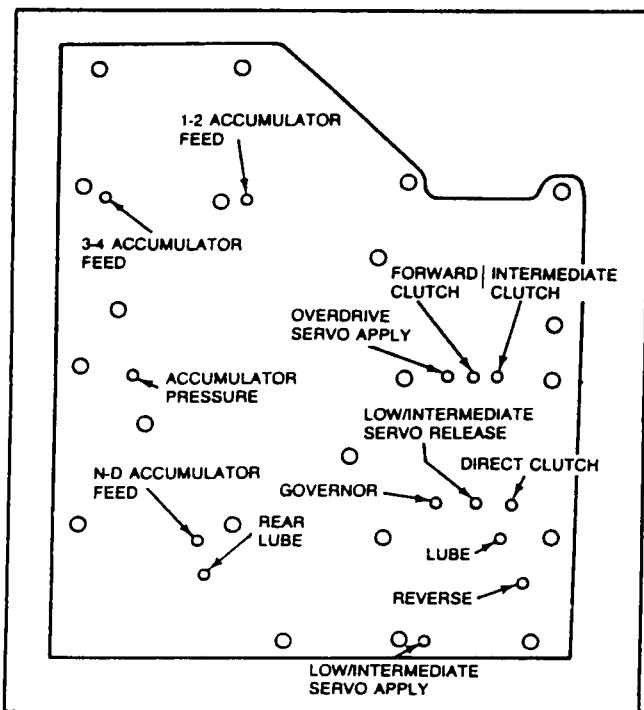 1-2 ACCUMULATOR
FEED
3-4 ACCUMULATOR
FEED
FORWARD
CLUTCH
INTERMEDIATE
CLUTCH
OVERDRIVE
SERVO APPLY
ACCUMULATOR
PRESSURE
LOW/INTERMEDIATE
SERVO RELEASE
DIRECT CLUTCH
N-D ACCUMULATOR
FEED
GOVERNOR
REAR
LUBE
LUBE
REVERSE
LOW/INTERMEDIATE
SERVO APPLY